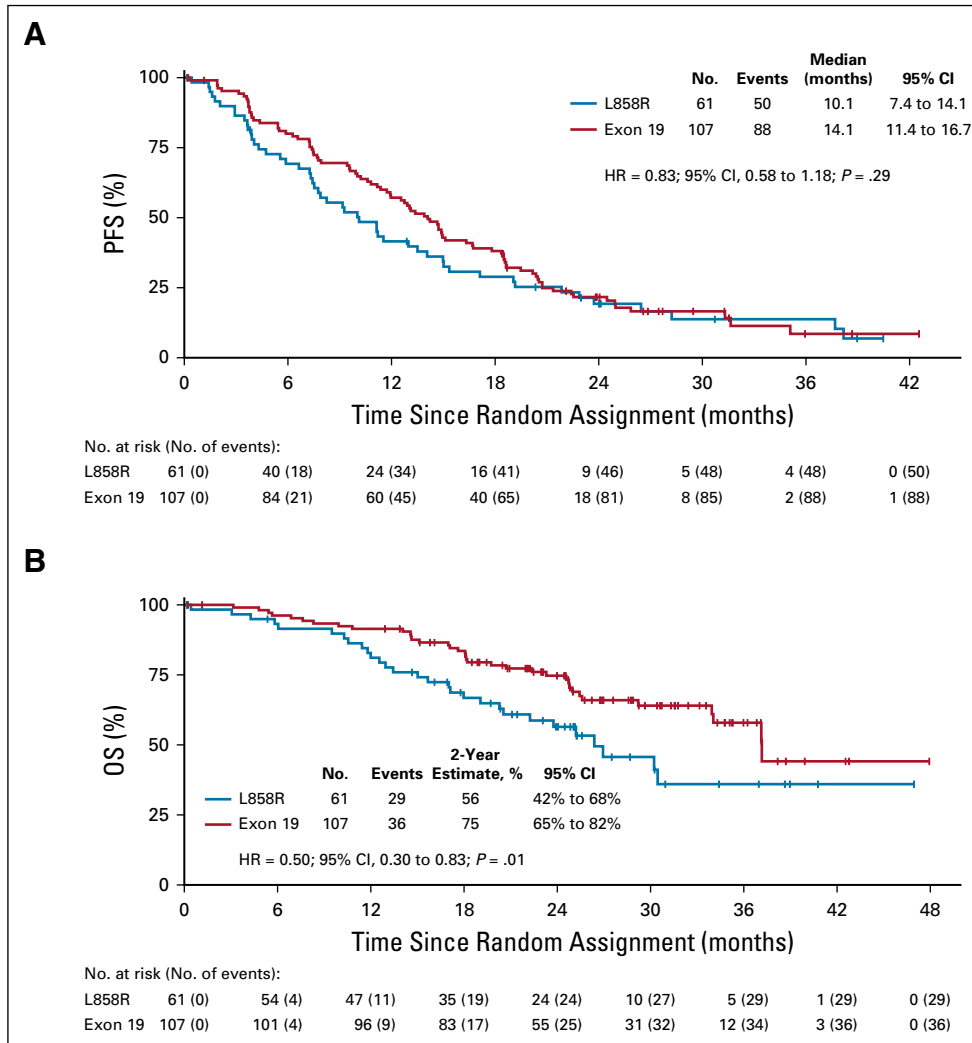 A
Median
No. Events (months) 95% CI
L858R 61 50 10.1 7.4 to 14.1
Exon 19 107 88 14.1 11.4 to 16.7
HR = 0.83; 95% CI, 0.58 to 1.18; P = .29
100
75
50
25
0
PFS (%)
0 6 12 18 24 30 36 42
Time Since Random Assignment (months)
No. at risk (No. of events):
L858R 61 (0) 40 (18) 24 (34) 16 (41) 9 (46) 5 (48) 4 (48) 0 (50)
Exon 19 107 (0) 84 (21) 60 (45) 40 (65) 18 (81) 8 (85) 2 (88) 1 (88)
B
100
75
50
25
0
OS (%)
2-Year
No. Events Estimate, % 95% CI
L858R 61 29 56 42% to 68%
Exon 19 107 36 75 65% to 82%
HR = 0.50; 95% CI, 0.30 to 0.83; P = .01
0 6 12 18 24 30 36 42 48
Time Since Random Assignment (months)
No. at risk (No. of events):
L858R 61 (0) 54 (4) 47 (11) 35 (19) 24 (24) 10 (27) 5 (29) 1 (29) 0 (29)
Exon 19 107 (0) 101 (4) 96 (9) 83 (17) 55 (25) 31 (32) 12 (34) 3 (36) 0 (36)